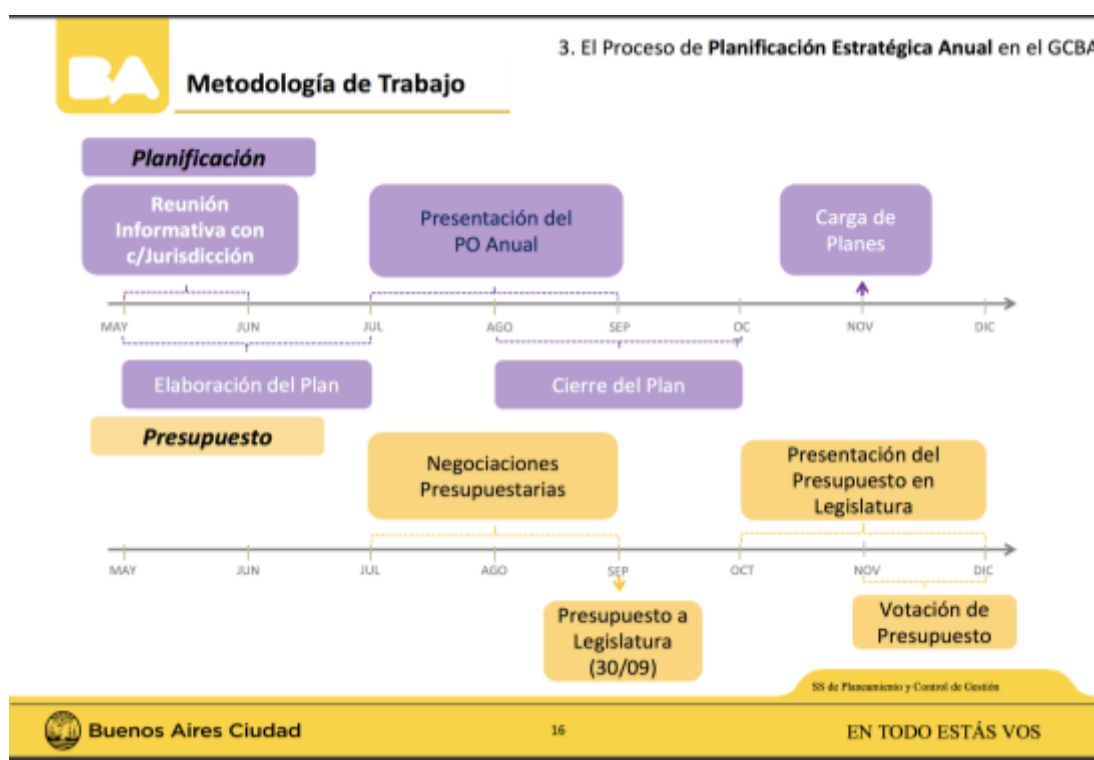 3. El Proceso de Planificación Estratégica Anual en el GCBA
BA
Metodología de Trabajo
Planificación
Reunión
Informativa con
c/Jurisdicción
Presentación del
PO Anual
Carga de
Planes
MAY JUN JUL AGO SEP OC NOV DIC
Elaboración del Plan
Cierre del Plan
Presupuesto
Negociaciones
Presupuestarias
Presentación del
Presupuesto en
Legislatura
MAY JUN JUL AGO SEP OCT NOV DIC
Presupuesto a
Legislatura
(30/09)
Votación de
Presupuesto
SS de Planeamiento y Control de Gestión
Buenos Aires Ciudad
16
EN TODO ESTÁS VOS